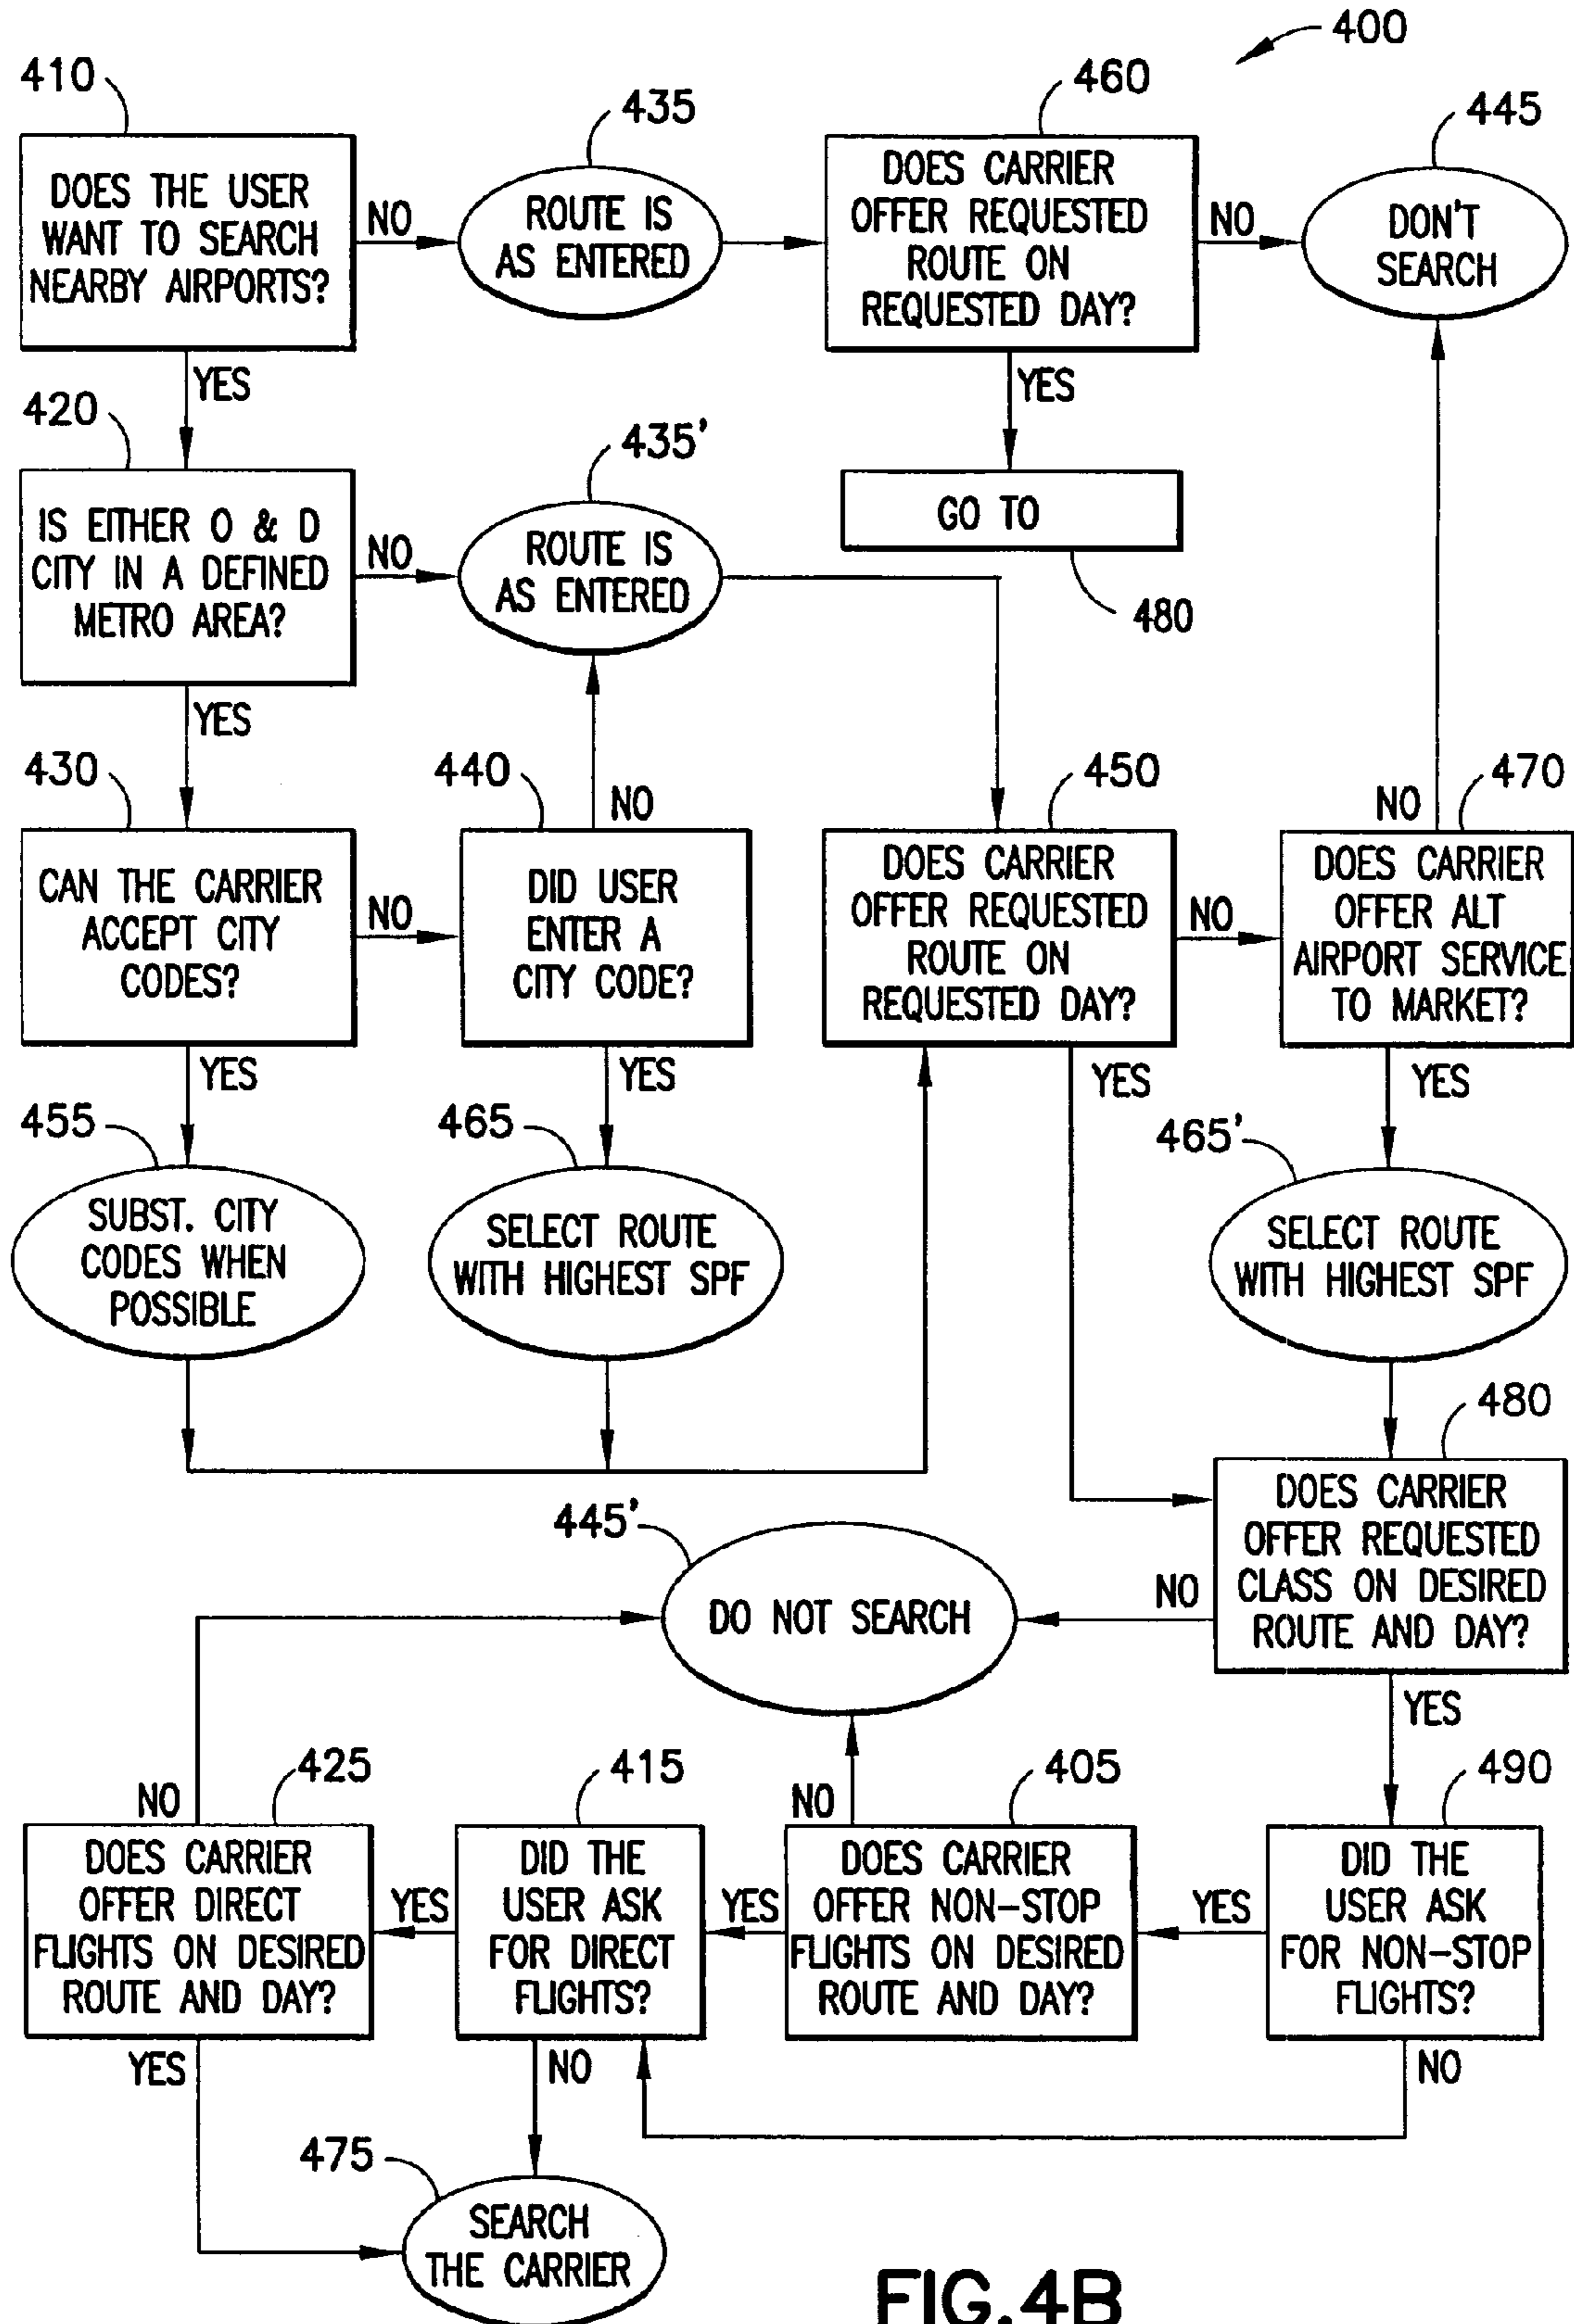 400
410
DOES THE USER
WANT TO SEARCH
NEARBY AIRPORTS?
NO
435
ROUTE IS
AS ENTERED
460
DOES CARRIER
OFFER REQUESTED
ROUTE ON
REQUESTED DAY?
NO
445
DON'T
SEARCH
YES
YES
420
IS EITHER O & D
CITY IN A DEFINED
METRO AREA?
NO
435'
ROUTE IS
AS ENTERED
GO TO
480
YES
430
CAN THE CARRIER
ACCEPT CITY
CODES?
NO
440
NO
DID USER
ENTER A
CITY CODE?
450
DOES CARRIER
OFFER REQUESTED
ROUTE ON
REQUESTED DAY?
NO
470
NO
DOES CARRIER
OFFER ALT
AIRPORT SERVICE
TO MARKET?
YES
YES
YES
YES
455
SUBST. CITY
CODES WHEN
POSSIBLE
465
SELECT ROUTE
WITH HIGHEST SPF
465'
SELECT ROUTE
WITH HIGHEST SPF
480
DOES CARRIER
OFFER REQUESTED
CLASS ON DESIRED
ROUTE AND DAY?
NO
445'
DO NOT SEARCH
YES
425
NO
DOES CARRIER
OFFER DIRECT
FLIGHTS ON DESIRED
ROUTE AND DAY?
YES
415
DID THE
USER ASK
FOR DIRECT
FLIGHTS?
YES
405
NO
DOES CARRIER
OFFER NON-STOP
FLIGHTS ON DESIRED
ROUTE AND DAY?
YES
490
DID THE
USER ASK
FOR NON-STOP
FLIGHTS?
YES
NO
NO
475
SEARCH
THE CARRIER
FIG.4B